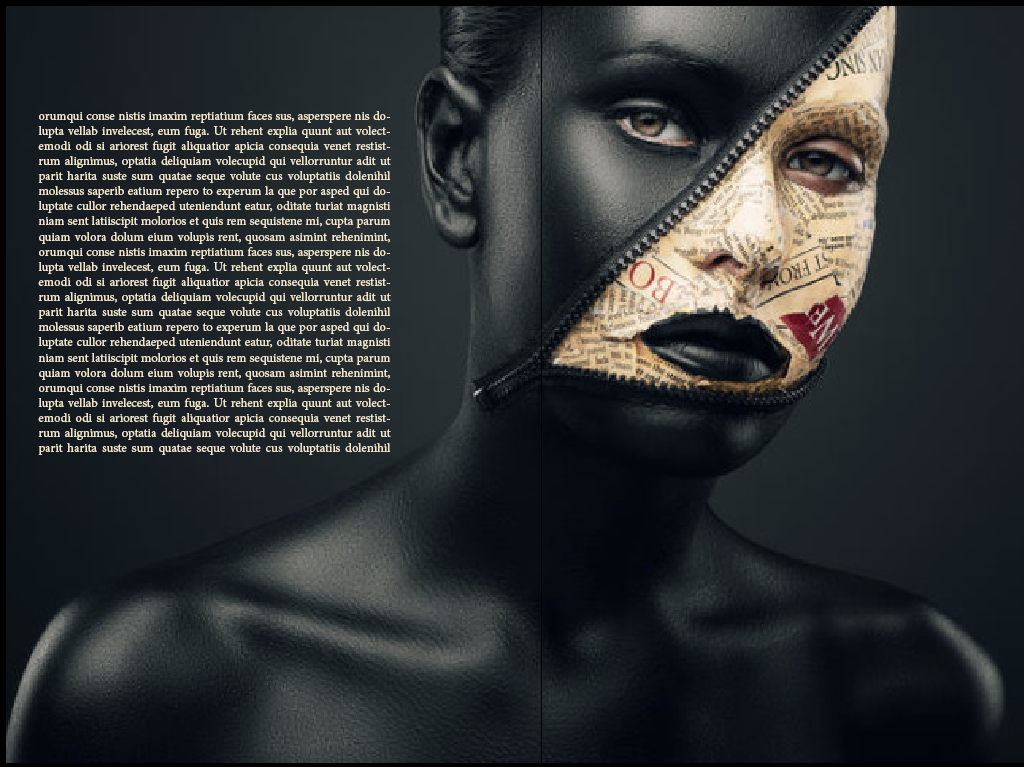 orumqui conse nistis imaxim reptiatium faces sus, asperspere nis do-
lupta vellab invelecest, eum fuga. Ut rehent explia quunt aut volect-
emodi odi si ariorest fugit aliquatior apicia consequia venet restist-
rum alignimus, optatia deliquiam volecupid qui vellorruntur adit ut
parit harita suste sum quatae seque volute cus voluptatiis dolenihil
molessus saperib eatium repero to experum la que por asped qui do-
luptate cullor rehendaeped uteniendunt eatur, oditate turiat magnisti
niam sent latiiscipit molorios et quis rem sequistene mi, cupta parum
quiam volora dolum eium volupis rent, quosam asimint rehenimint,
orumqui conse nistis imaxim reptiatium faces sus, asperspere nis do-
lupta vellab invelecest, eum fuga. Ut rehent explia quunt aut volect-
emodi odi si ariorest fugit aliquatior apicia consequia venet restist-
rum alignimus, optatia deliquiam volecupid qui vellorruntur adit ut
parit harita suste sum quatae seque volute cus voluptatiis dolenihil
molessus saperib eatium repero to experum la que por asped qui do-
luptate cullor rehendaeped uteniendunt eatur, oditate turiat magnisti
niam sent latiiscipit molorios et quis rem sequistene mi, cupta parum
quiam volora dolum eium volupis rent, quosam asimint rehenimint,
orumqui conse nistis imaxim reptiatium faces sus, asperspere nis do-
lupta vellab invelecest, eum fuga. Ut rehent explia quunt aut volect-
emodi odi si ariorest fugit aliquatior apicia consequia venet restist-
rum alignimus, optatia deliquiam volecupid qui vellorruntur adit ut
parit harita suste sum quatae seque volute cus voluptatiis dolenihil
BO